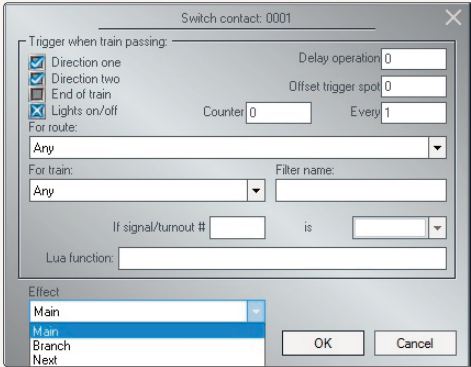 Switch contact: 0001
Trigger when train passing:
Direction one
Delay operation 0
Direction two
End of train
Offset trigger spot 0
Lights on/off
Counter 0
Every 1
For route:
Any
For train:
Filter name:
Any
If signal/turnout #
is
Lua function:
Effect
Main
Main
Branch
Next
OK
Cancel